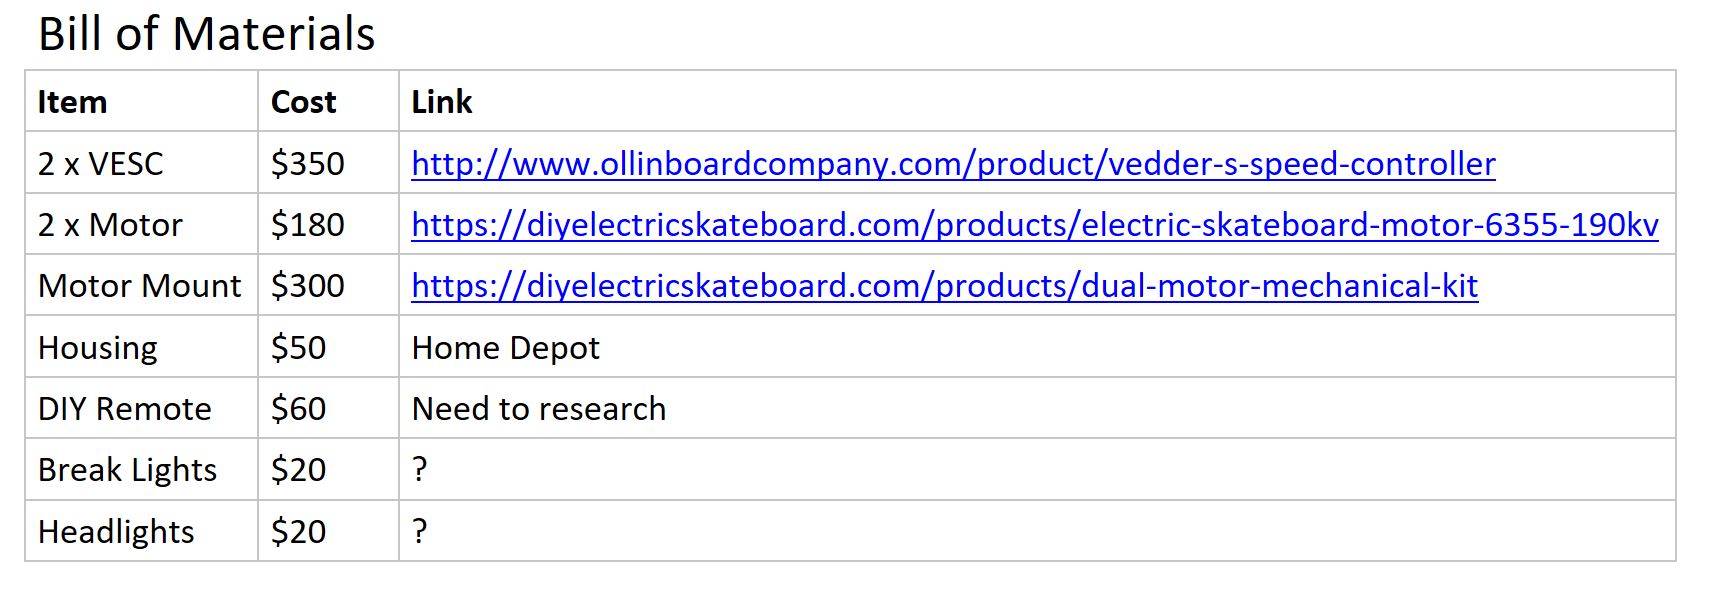 Bill of Materials
Item Cost Link
2 x VESC $350 http://www.ollinboardcompany.com/product/vedder-s-speed-controller
2 x Motor $180 https://diyelectricskateboard.com/products/electric-skateboard-motor-6355-190kv
Motor Mount $300 https://diyelectricskateboard.com/products/dual-motor-mechanical-kit
Housing $50 Home Depot
DIY Remote $60 Need to research
Break Lights $20 ?
Headlights $20 ?